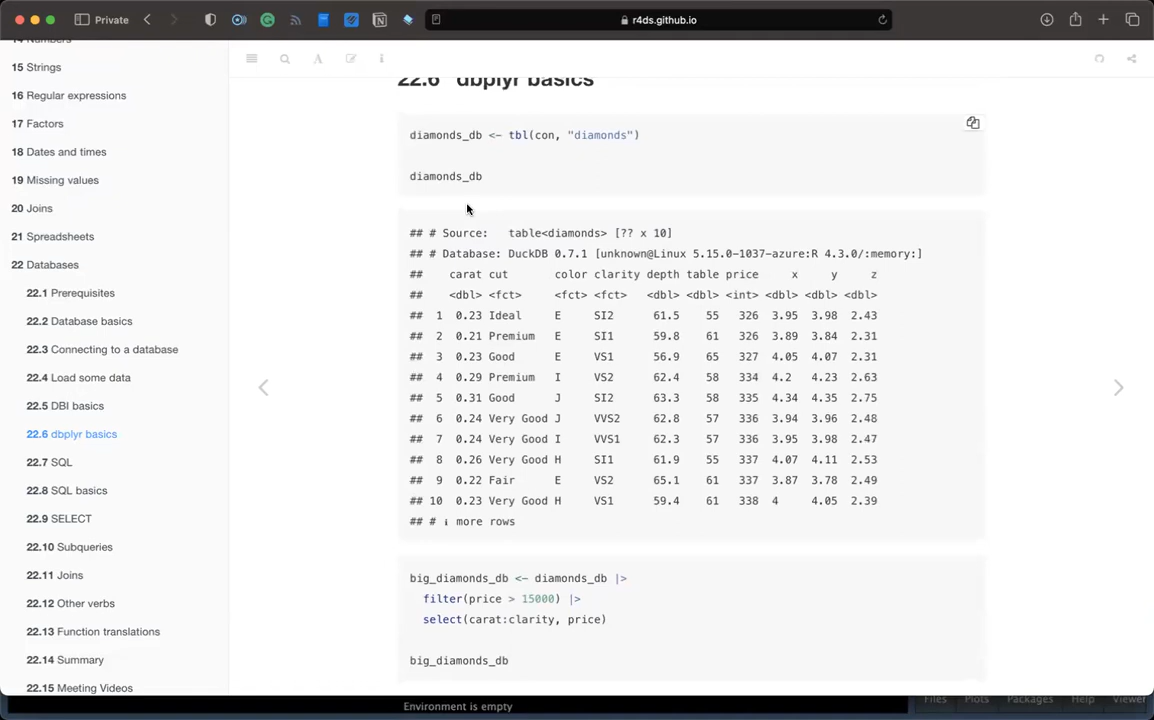 Private
r4ds.github.io
14 Numbers
15 Strings
16 Regular expressions
17 Factors
18 Dates and times
19 Missing values
20 Joins
21 Spreadsheets
22 Databases
22.1 Prerequisites
22.2 Database basics
22.3 Connecting to a database
22.4 Load some data
22.5 DBI basics
22.6 dbplyr basics
22.7 SQL
22.8 SQL basics
22.9 SELECT
22.10 Subqueries
22.11 Joins
22.12 Other verbs
22.13 Function translations
22.14 Summary
22.15 Meeting Videos
22.6 dbplyr basics
diamonds_db <- tbl(con, "diamonds")
diamonds_db
## # Source:   table<diamonds> [?? x 10]
## # Database: DuckDB 0.7.1 [unknown@Linux 5.15.0-1037-azure:R 4.3.0/:memory:]
##    carat cut       color clarity depth table price     x     y     z
##    <dbl> <fct>     <fct> <fct>   <dbl> <dbl> <int> <dbl> <dbl> <dbl>
##  1  0.23 Ideal     E     SI2      61.5    55   326  3.95  3.98  2.43
##  2  0.21 Premium   E     SI1      59.8    61   326  3.89  3.84  2.31
##  3  0.23 Good      E     VS1      56.9    65   327  4.05  4.07  2.31
##  4  0.29 Premium   I     VS2      62.4    58   334  4.2   4.23  2.63
##  5  0.31 Good      J     SI2      63.3    58   335  4.34  4.35  2.75
##  6  0.24 Very Good J     VVS2     62.8    57   336  3.94  3.96  2.48
##  7  0.24 Very Good I     VVS1     62.3    57   336  3.95  3.98  2.47
##  8  0.26 Very Good H     SI1      61.9    55   337  4.07  4.11  2.53
##  9  0.22 Fair      E     VS2      65.1    61   337  3.87  3.78  2.49
## 10  0.23 Very Good H     VS1      59.4    61   338  4     4.05  2.39
## # ℹ more rows
big_diamonds_db <- diamonds_db |>
  filter(price > 15000) |>
  select(carat:clarity, price)
big_diamonds_db
Environment is empty
Files Plots Packages Help Viewer